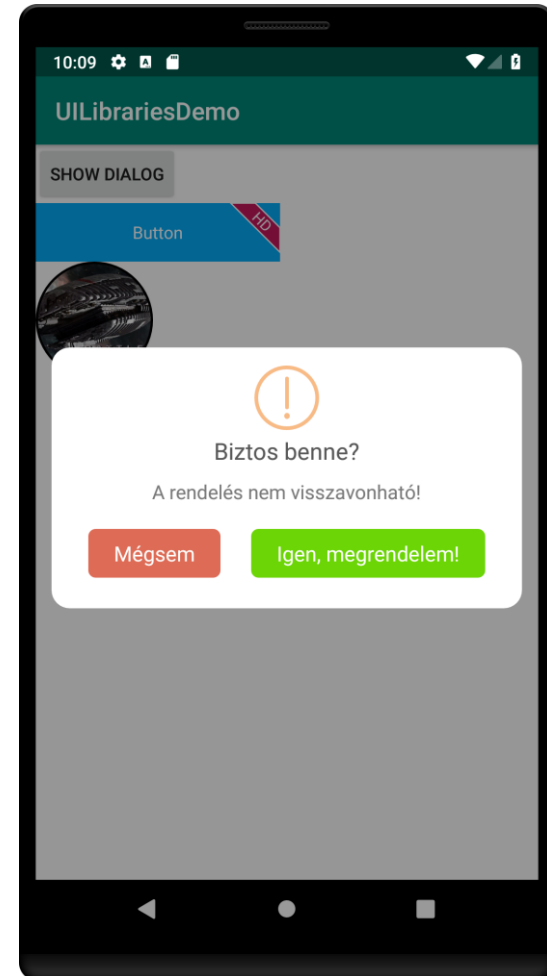 10:09
UILibrariesDemo
SHOW DIALOG
Button
HD
Biztos benne?
A rendelés nem visszavonható!
Mégsem
Igen, megrendelem!